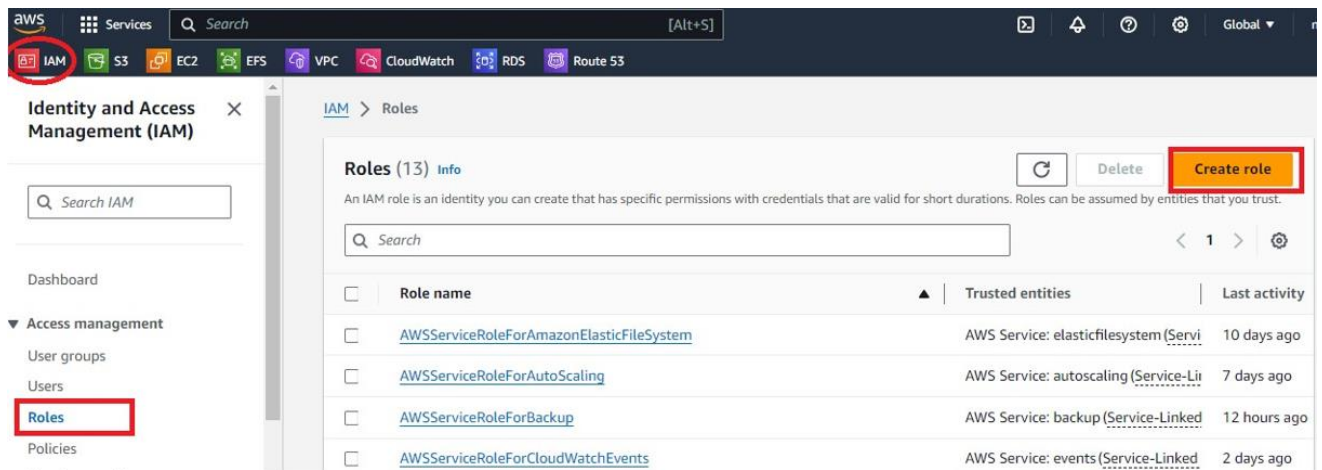 aws Services Search [Alt+S] Global
IAM S3 EC2 EFS VPC CloudWatch RDS Route 53
Identity and Access
Management (IAM)
Search IAM
Dashboard
Access management
User groups
Users
Roles
Policies
IAM > Roles
Roles (13) Info
Delete Create role
An IAM role is an identity you can create that has specific permissions with credentials that are valid for short durations. Roles can be assumed by entities that you trust.
Search
1
Role name Trusted entities Last activity
AWSServiceRoleForAmazonElasticFileSystem AWS Service: elasticfilesystem (Servi 10 days ago
AWSServiceRoleForAutoScaling AWS Service: autoscaling (Service-Li 7 days ago
AWSServiceRoleForBackup AWS Service: backup (Service-Linked 12 hours ago
AWSServiceRoleForCloudWatchEvents AWS Service: events (Service-Linked 2 days ago